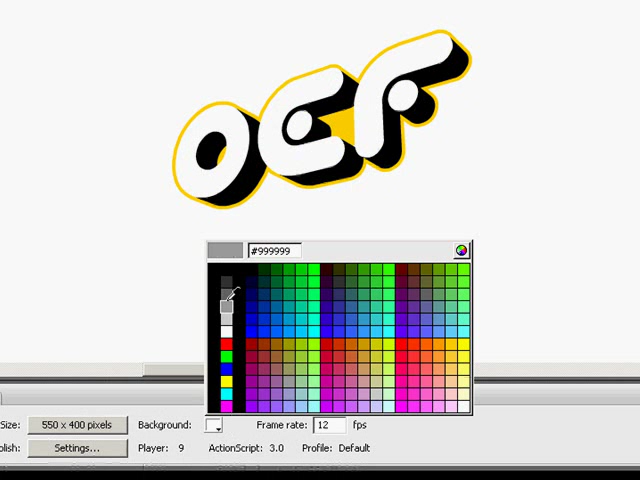 OCF
#999999
Size: 550 x 400 pixels Background: Frame rate: 12 fps
olish: Settings... Player: 9 ActionScript: 3.0 Profile: Default